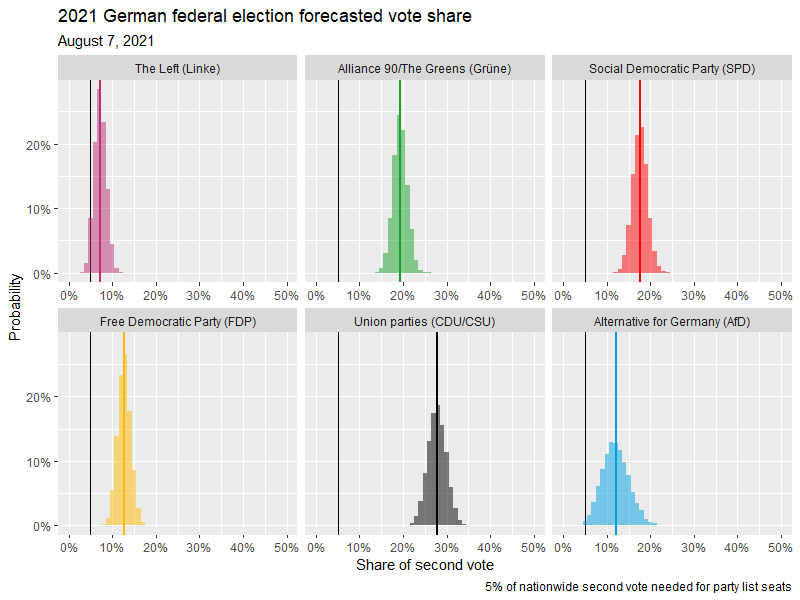 2021 German federal election forecasted vote share
August 7, 2021
The Left (Linke)
Alliance 90/The Greens (Grüne)
Social Democratic Party (SPD)
20%
10%
0%
0% 10% 20% 30% 40% 50%
0% 10% 20% 30% 40% 50%
0% 10% 20% 30% 40% 50%
Probability
Free Democratic Party (FDP)
Union parties (CDU/CSU)
Alternative for Germany (AfD)
20%
10%
0%
0% 10% 20% 30% 40% 50%
0% 10% 20% 30% 40% 50%
0% 10% 20% 30% 40% 50%
Share of second vote
5% of nationwide second vote needed for party list seats